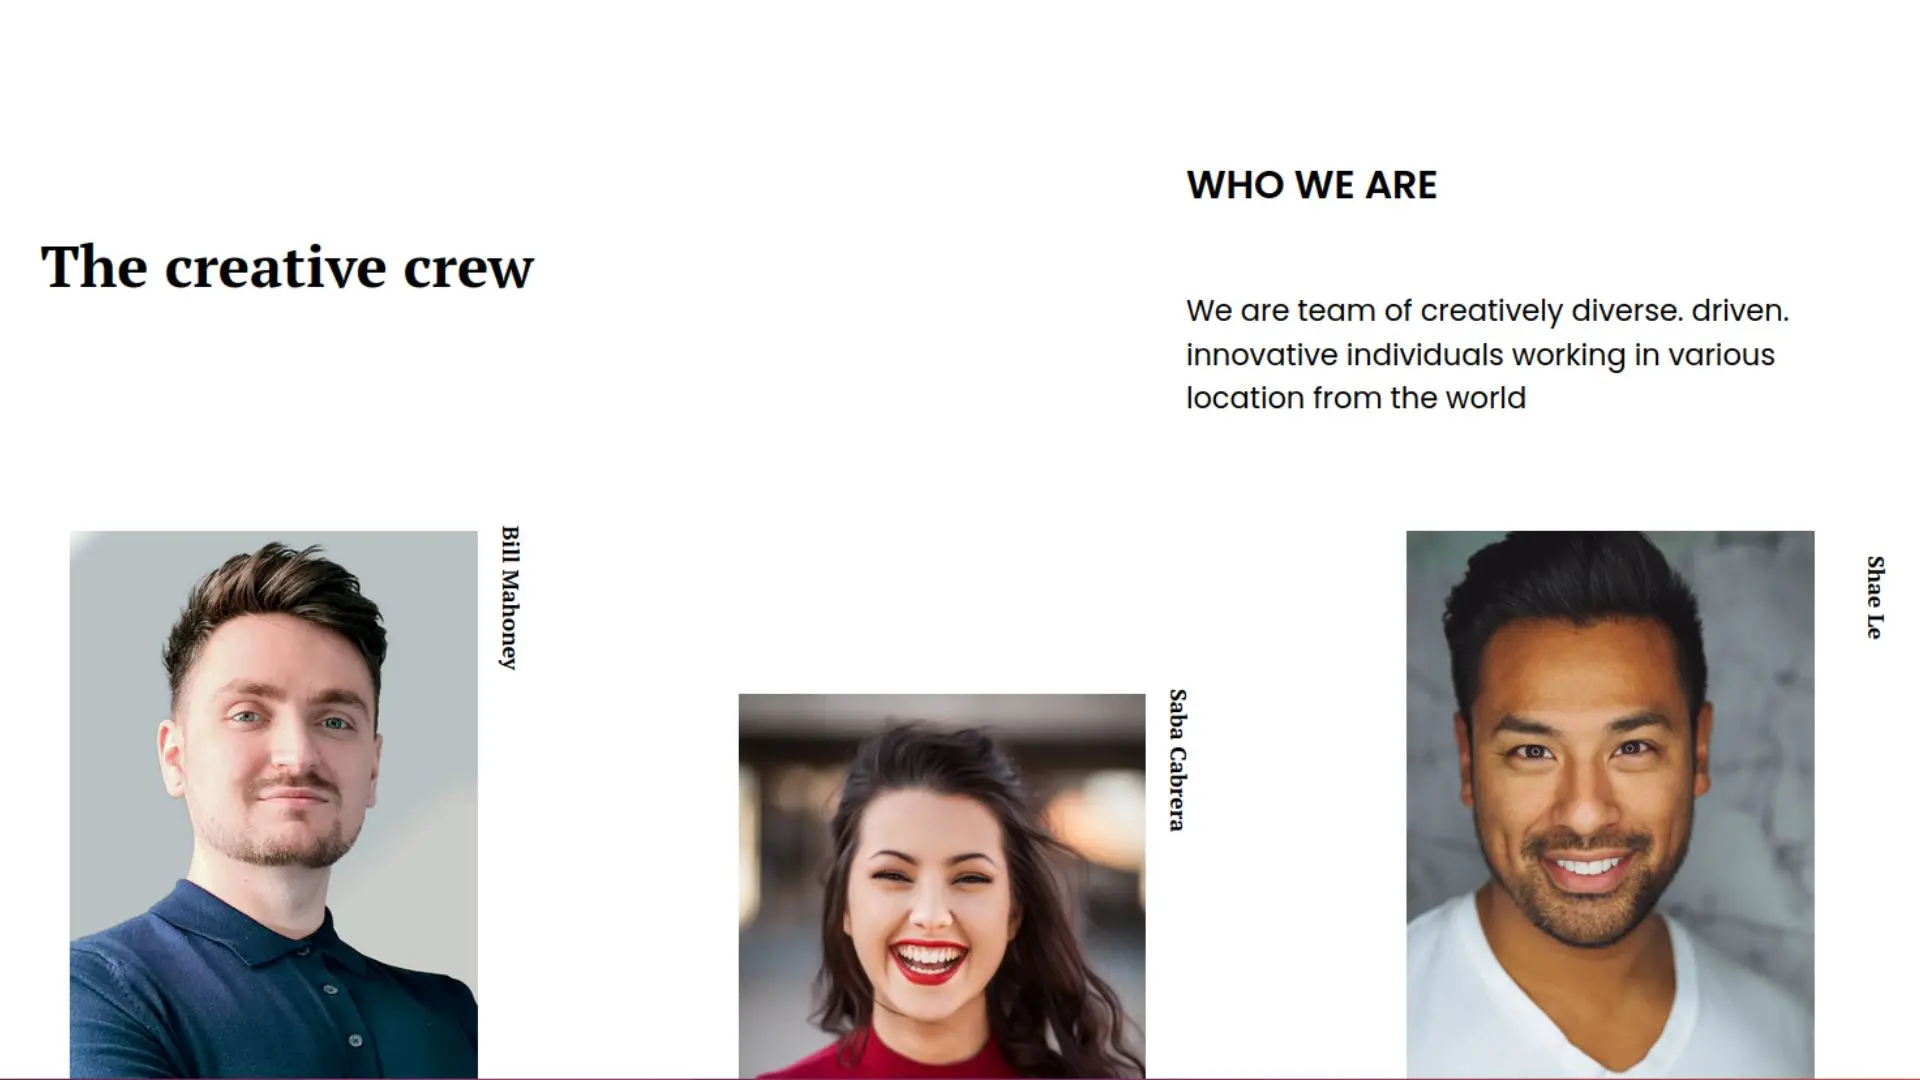 The creative crew
WHO WE ARE
We are team of creatively diverse. driven.
innovative individuals working in various
location from the world
Bill Mahoney
Saba Cabrera
Shae Le